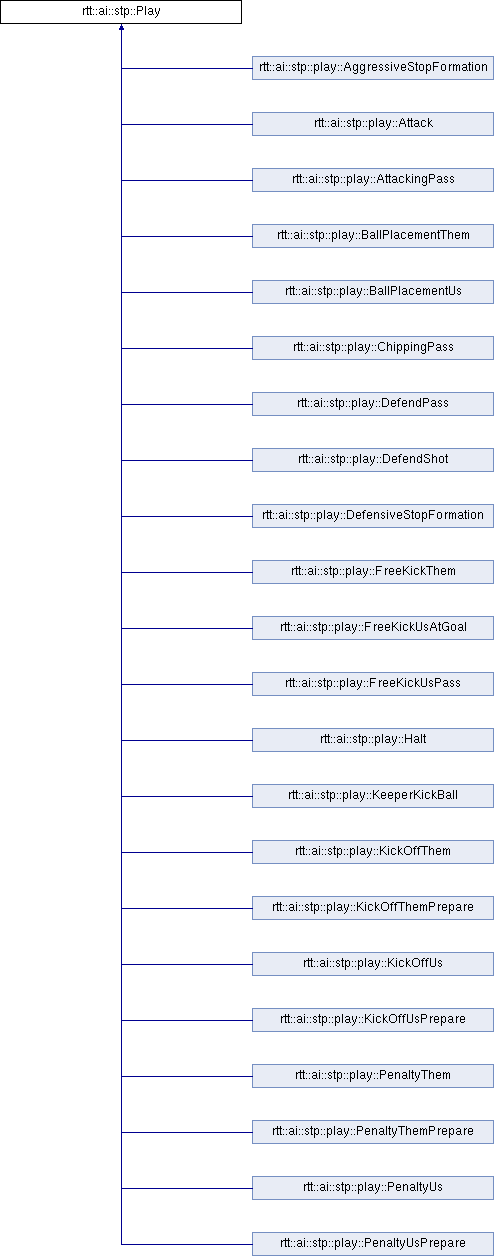 rtt::ai::stp::Play
rtt::ai::stp::play::AggressiveStopFormation
rtt::ai::stp::play::Attack
rtt::ai::stp::play::AttackingPass
rtt::ai::stp::play::BallPlacementThem
rtt::ai::stp::play::BallPlacementUs
rtt::ai::stp::play::ChippingPass
rtt::ai::stp::play::DefendPass
rtt::ai::stp::play::DefendShot
rtt::ai::stp::play::DefensiveStopFormation
rtt::ai::stp::play::FreeKickThem
rtt::ai::stp::play::FreeKickUsAtGoal
rtt::ai::stp::play::FreeKickUsPass
rtt::ai::stp::play::Halt
rtt::ai::stp::play::KeeperKickBall
rtt::ai::stp::play::KickOffThem
rtt::ai::stp::play::KickOffThemPrepare
rtt::ai::stp::play::KickOffUs
rtt::ai::stp::play::KickOffUsPrepare
rtt::ai::stp::play::PenaltyThem
rtt::ai::stp::play::PenaltyThemPrepare
rtt::ai::stp::play::PenaltyUs
rtt::ai::stp::play::PenaltyUsPrepare